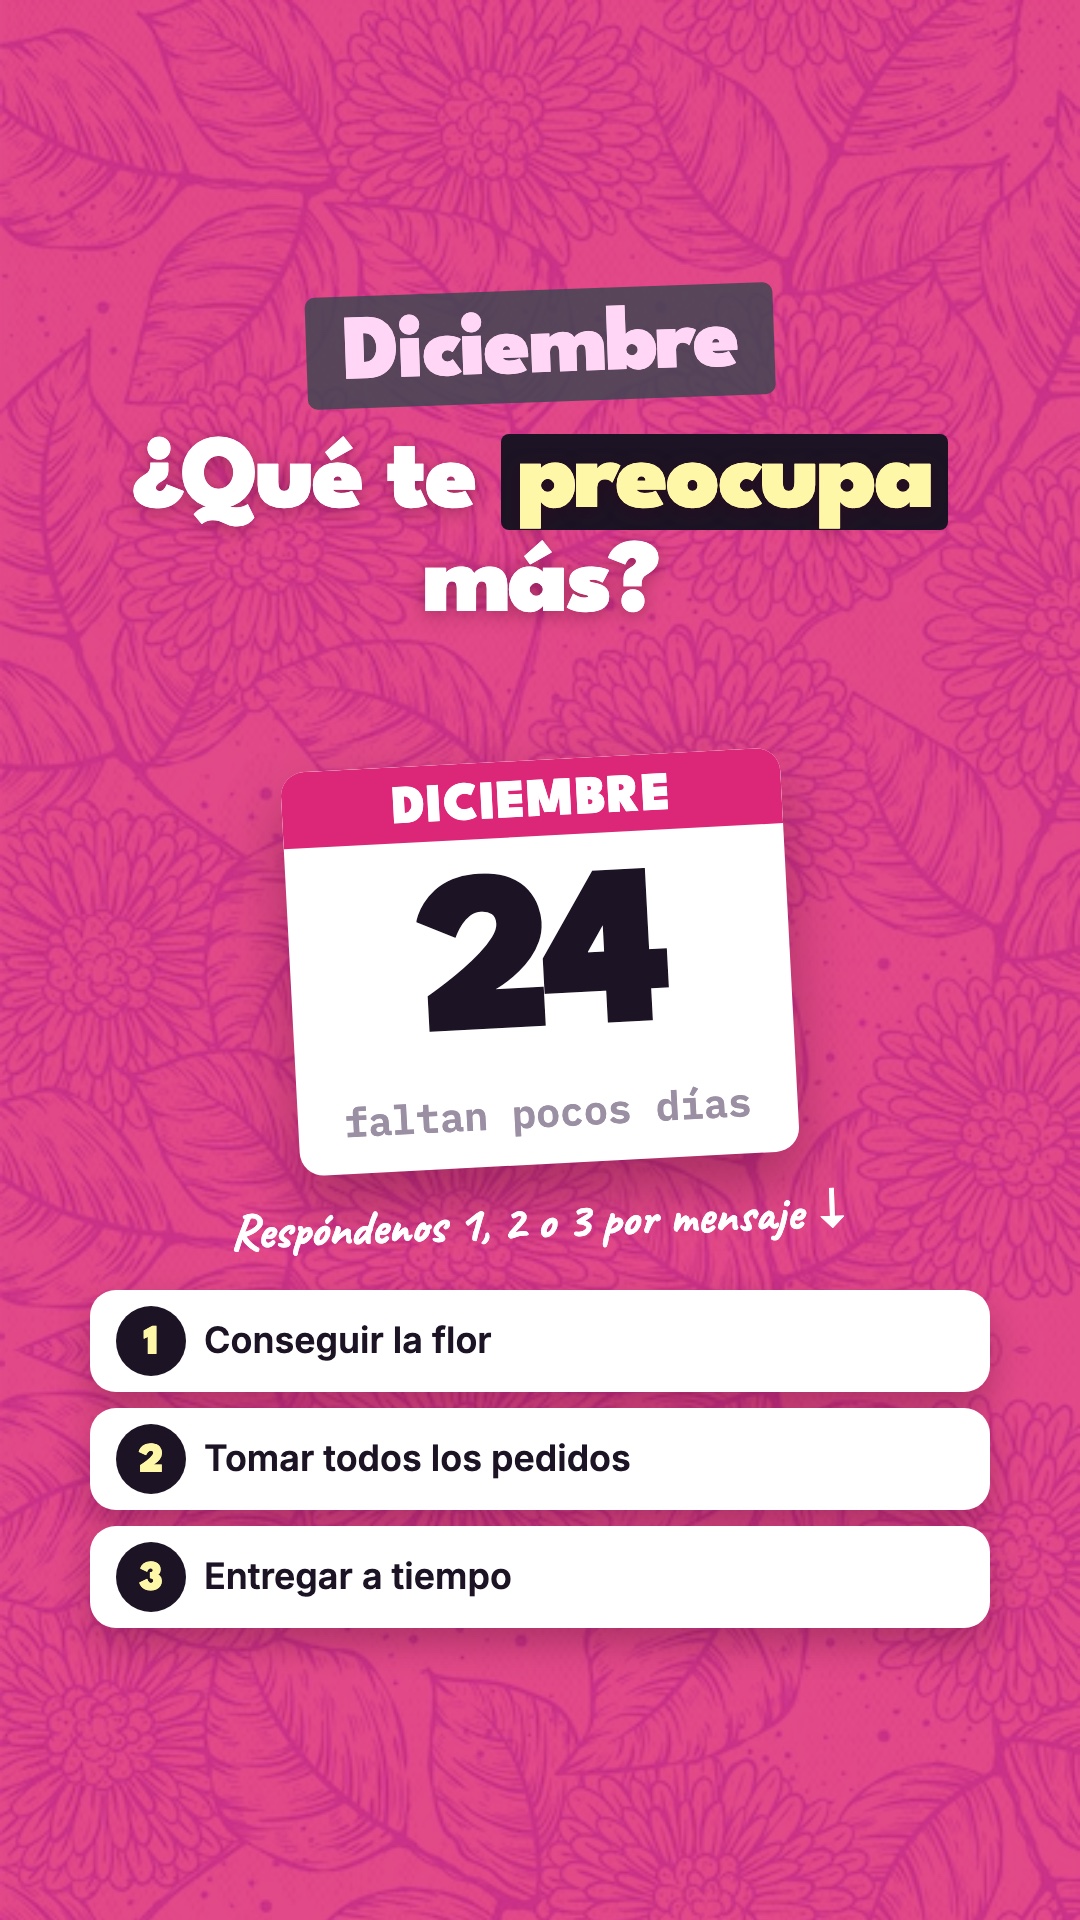 Diciembre
¿Qué te preocupa
más?
DICIEMBRE
24
faltan pocos días
Respóndenos 1, 2 o 3 por mensaje ↓
1 Conseguir la flor
2 Tomar todos los pedidos
3 Entregar a tiempo